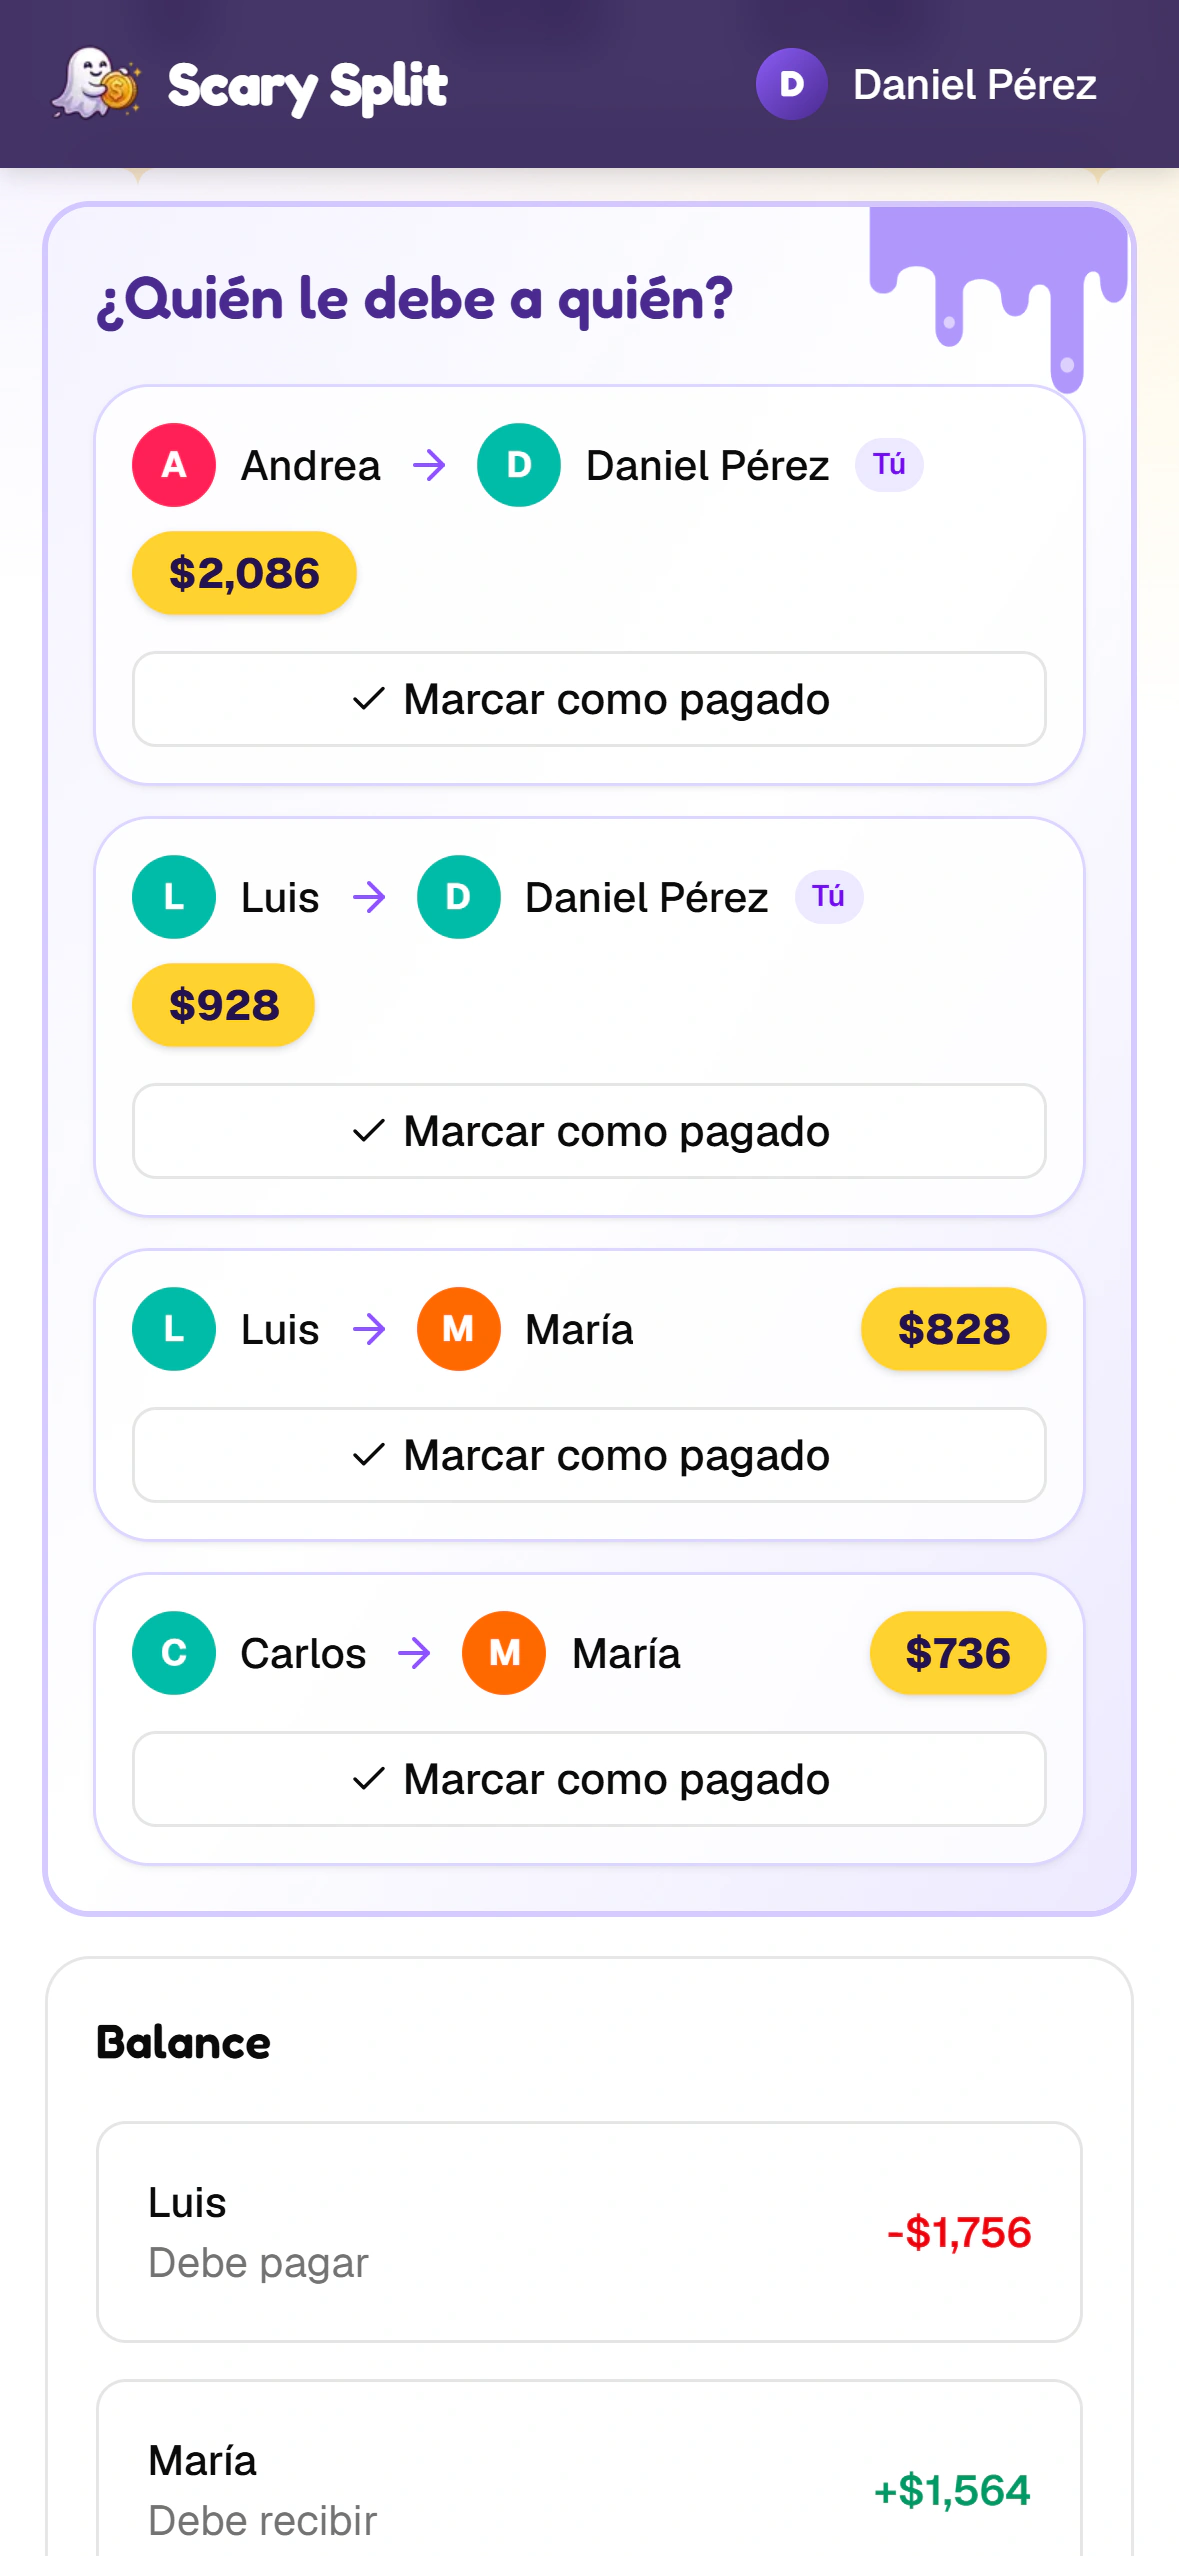 Scary Split
D Daniel Pérez
¿Quién le debe a quién?
A Andrea → D Daniel Pérez Tú
$2,086
✓ Marcar como pagado
L Luis → D Daniel Pérez Tú
$928
✓ Marcar como pagado
L Luis → M María $828
✓ Marcar como pagado
C Carlos → M María $736
✓ Marcar como pagado
Balance
Luis
Debe pagar
-$1,756
María
Debe recibir
+$1,564